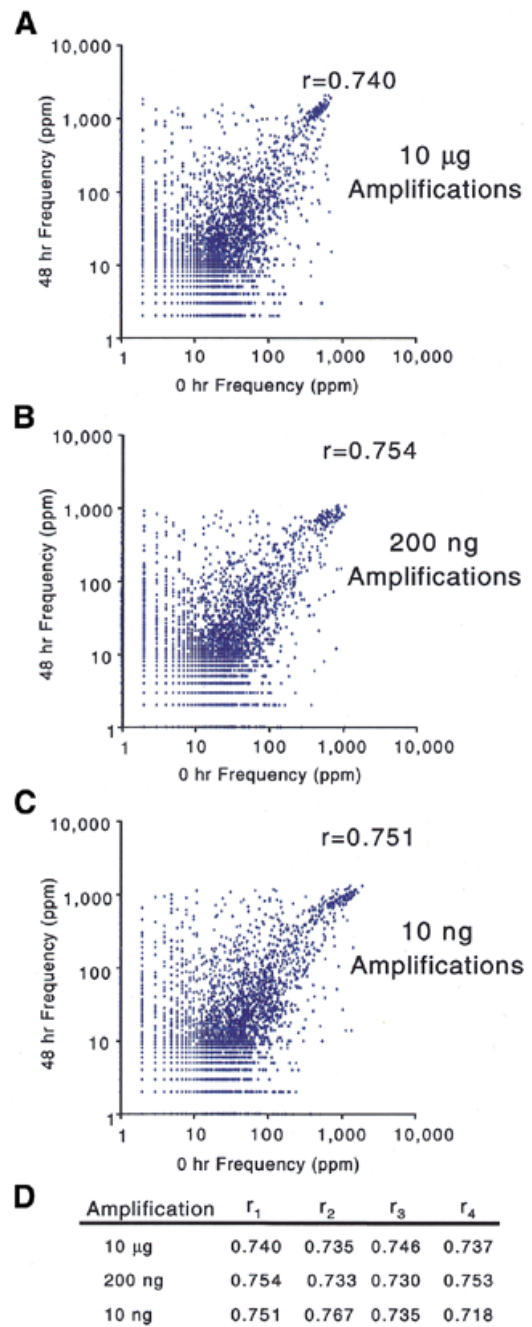 A
10,000
1,000
100
10
1
48 hr Frequency (ppm)
r=0.740
10 µg
Amplifications
1 10 100 1,000 10,000
0 hr Frequency (ppm)
B
10,000
1,000
100
10
1
48 hr Frequency (ppm)
r=0.754
200 ng
Amplifications
1 10 100 1,000 10,000
0 hr Frequency (ppm)
C
10,000
1,000
100
10
1
48 hr Frequency (ppm)
r=0.751
10 ng
Amplifications
1 10 100 1,000 10,000
0 hr Frequency (ppm)
D
Amplification r₁ r₂ r₃ r₄
10 µg 0.740 0.735 0.746 0.737
200 ng 0.754 0.733 0.730 0.753
10 ng 0.751 0.767 0.735 0.718